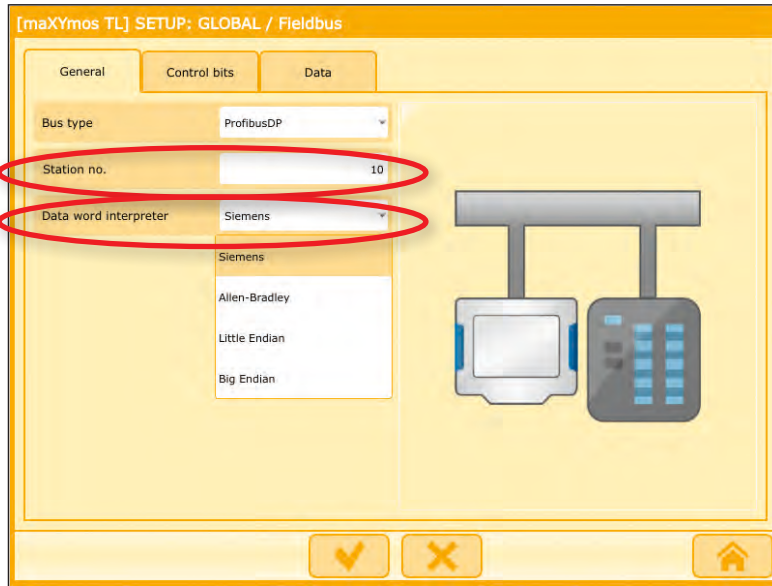 [maXYmos TL] SETUP: GLOBAL / Fieldbus
General Control bits Data
Bus type ProfibusDP
Station no. 10
Data word interpreter Siemens
Siemens
Allen-Bradley
Little Endian
Big Endian